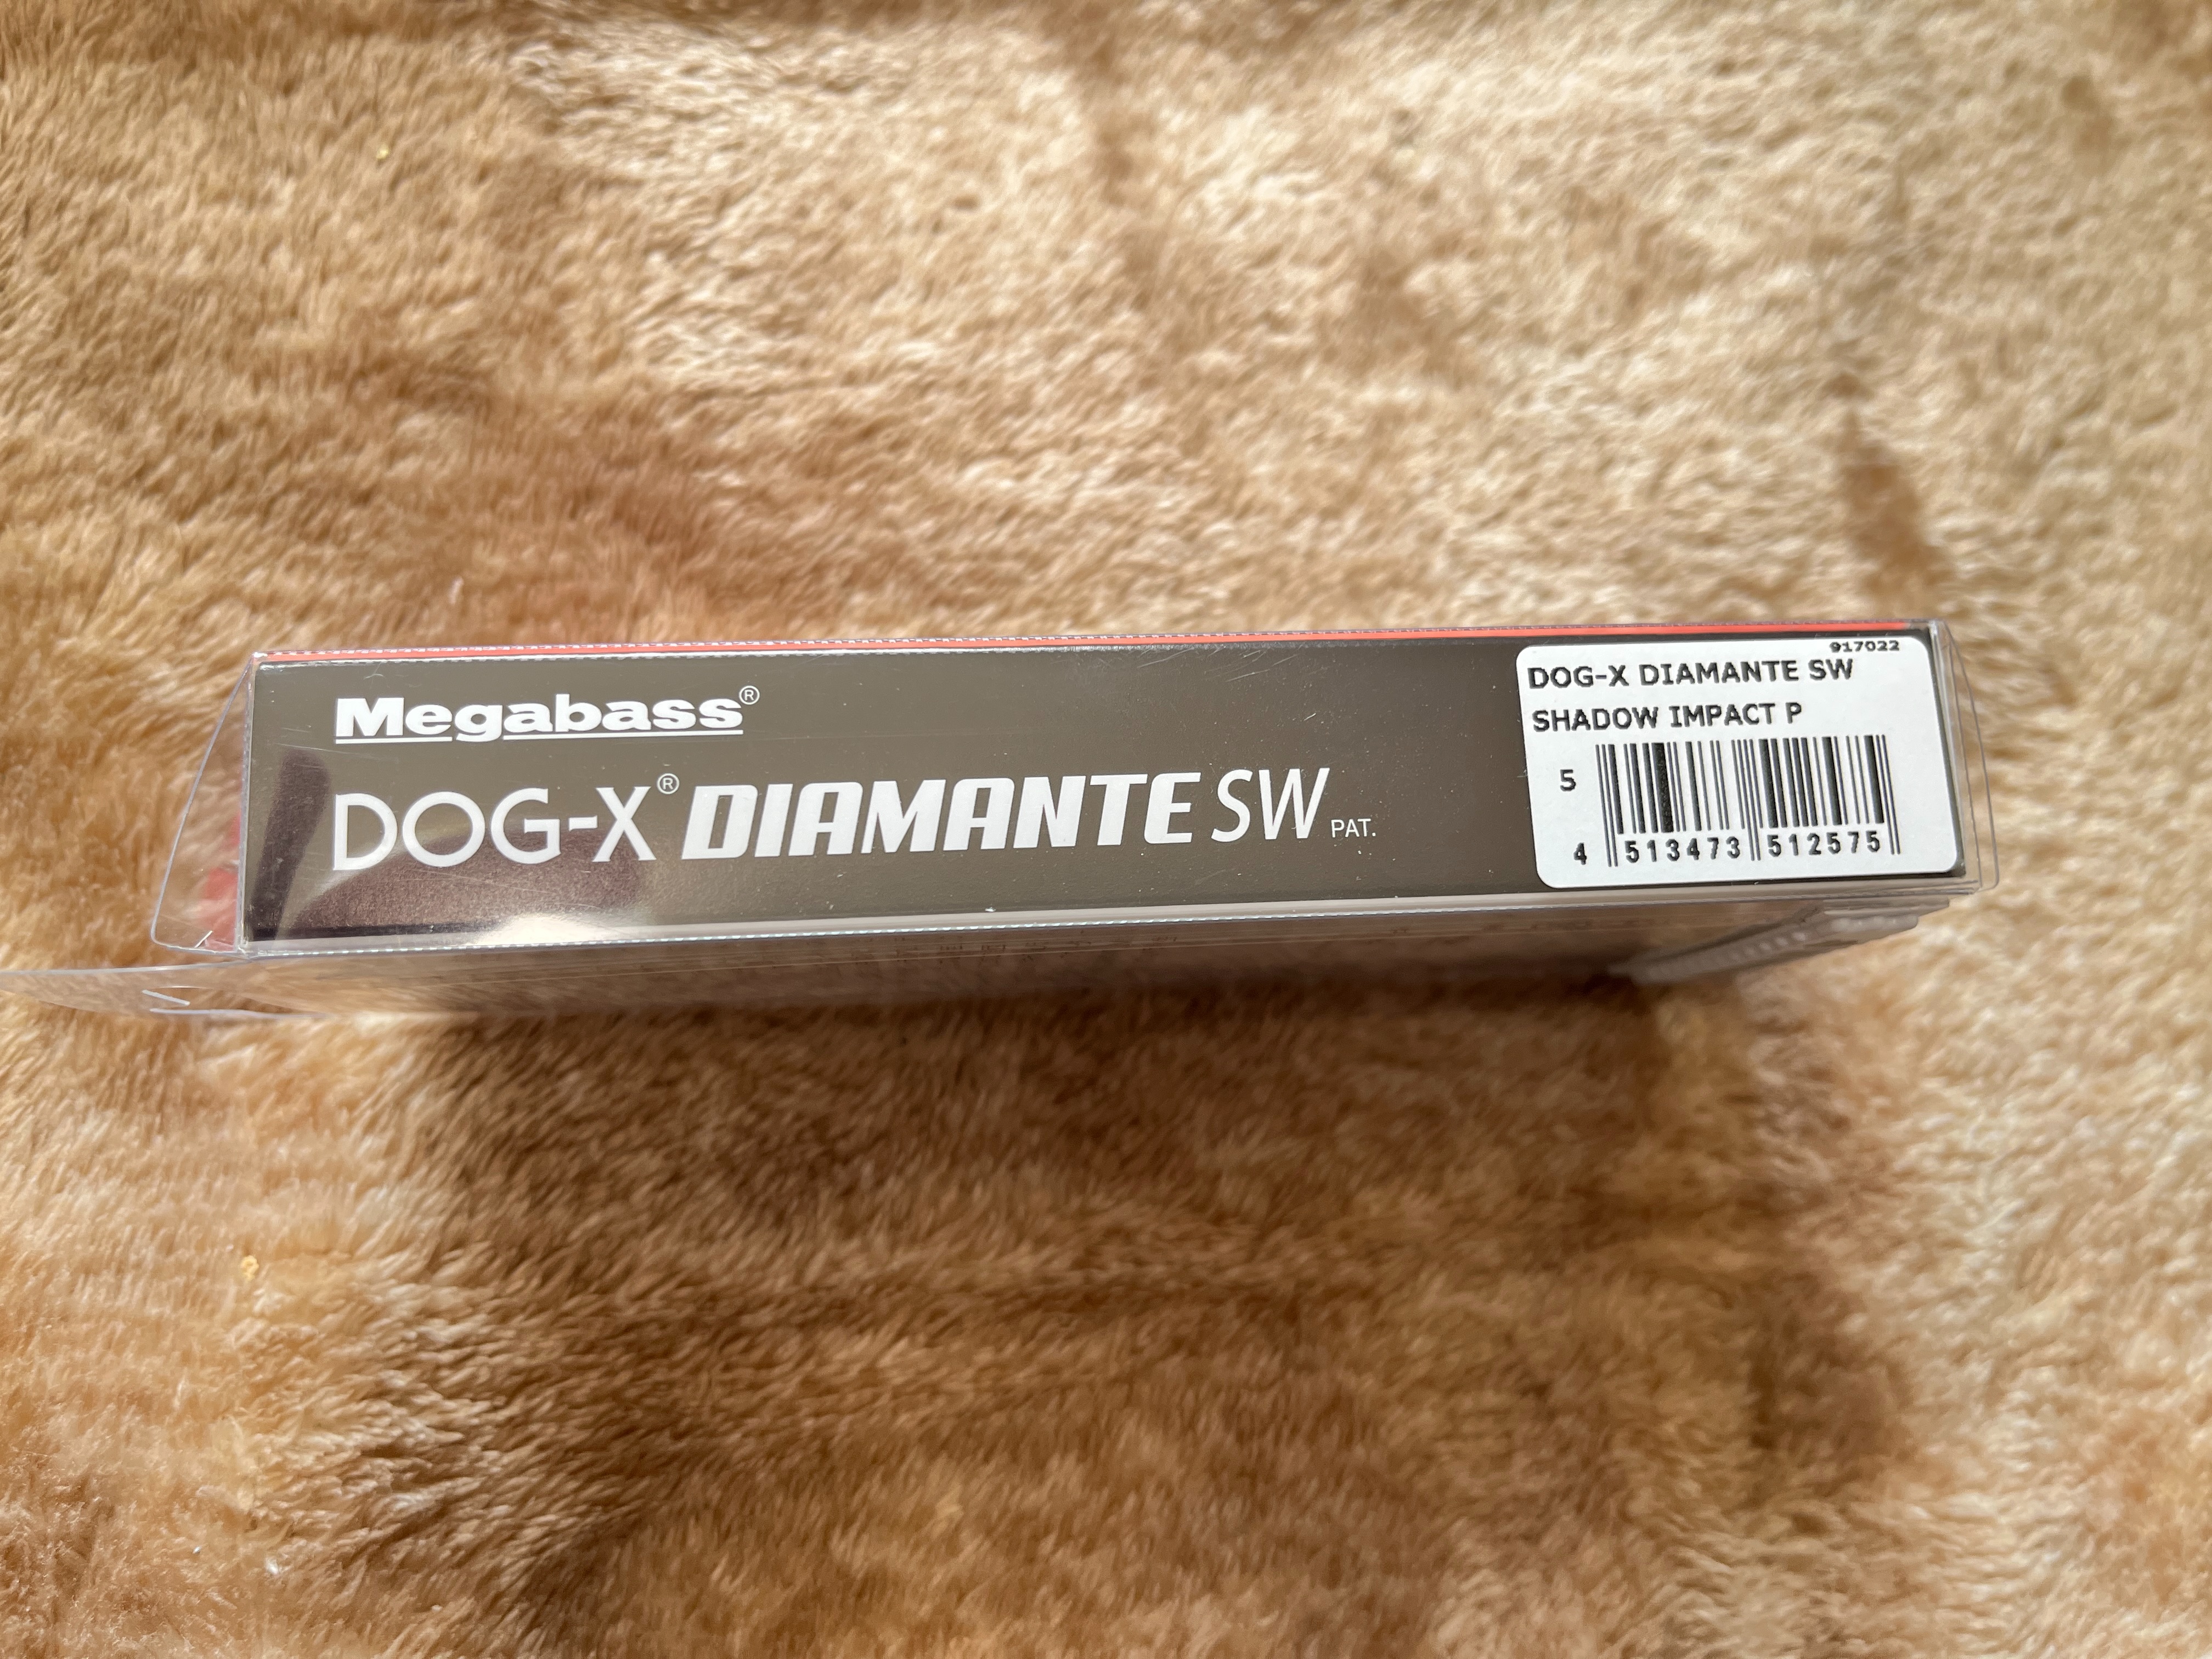 Megabass®
DOG-X® DIAMANTE SW PAT.
917022
DOG-X DIAMANTE SW
SHADOW IMPACT P
5
4 513473 512575